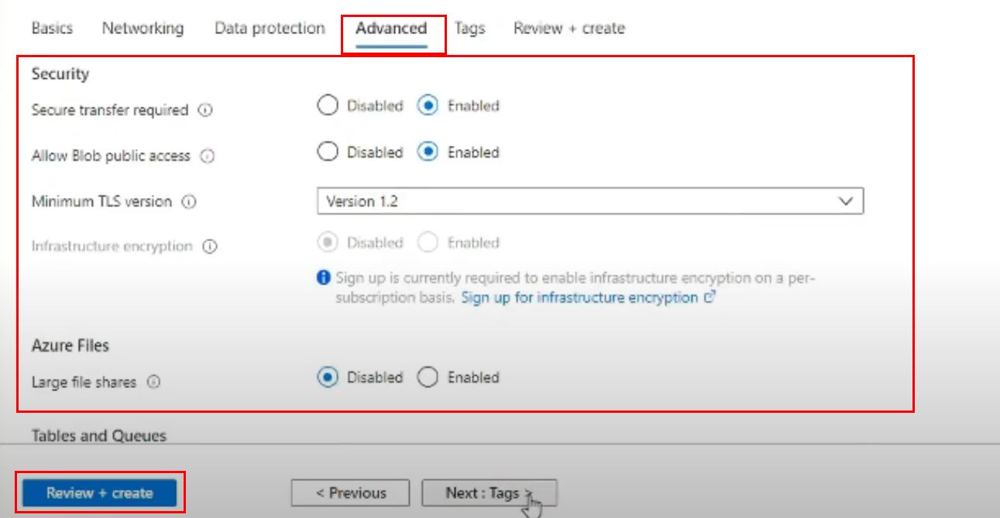 Basics Networking Data protection Advanced Tags Review + create
Security
Secure transfer required Disabled Enabled
Allow Blob public access Disabled Enabled
Minimum TLS version Version 1.2
Infrastructure encryption Disabled Enabled
Sign up is currently required to enable infrastructure encryption on a per-
subscription basis. Sign up for infrastructure encryption
Azure Files
Large file shares Disabled Enabled
Tables and Queues
Review + create < Previous Next : Tags >